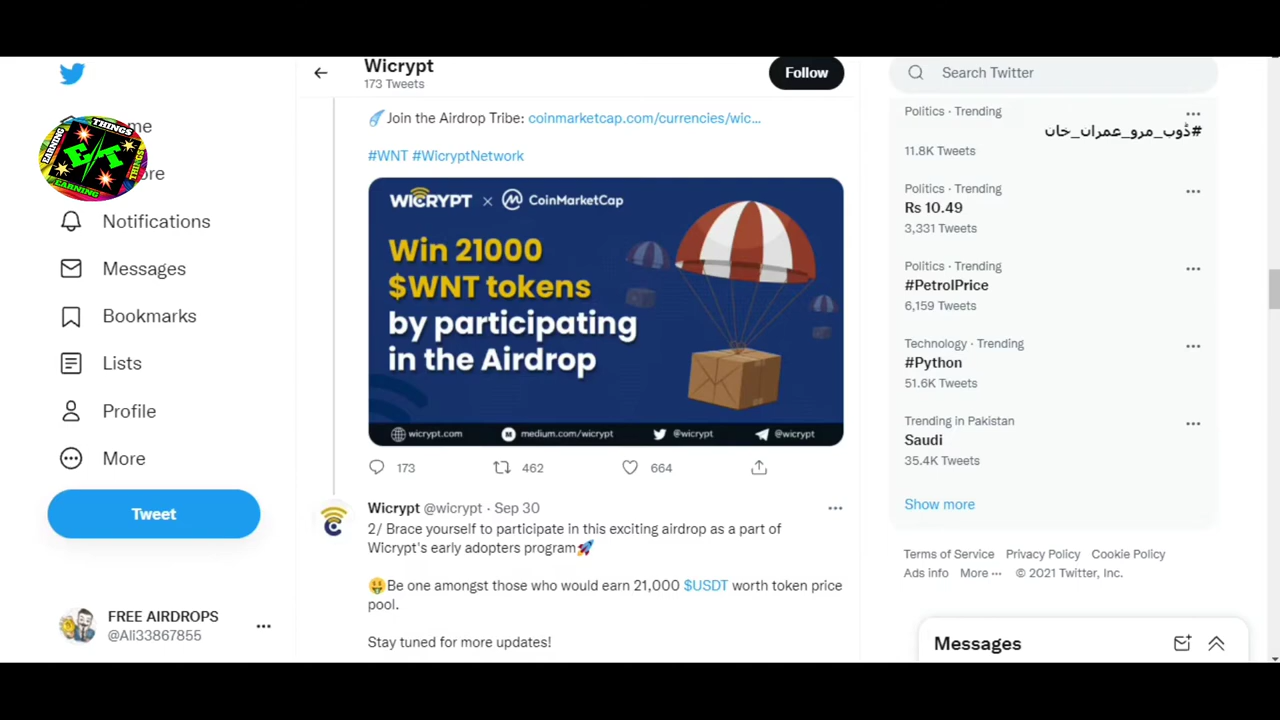 Home
Explore
Notifications
Messages
Bookmarks
Lists
Profile
More
Tweet
FREE AIRDROPS
@Ali33867855
EARNING THINGS
ET
EARNING THINGS
Wicrypt
173 Tweets
Follow
Join the Airdrop Tribe: coinmarketcap.com/currencies/wic...
#WNT #WicryptNetwork
WICRYPT × CoinMarketCap
Win 21000
$WNT tokens
by participating
in the Airdrop
wicrypt.com medium.com/wicrypt @wicrypt @wicrypt
173 462 664
Wicrypt @wicrypt · Sep 30
2/ Brace yourself to participate in this exciting airdrop as a part of
Wicrypt's early adopters program🚀
🤑Be one amongst those who would earn 21,000 $USDT worth token price
pool.
Stay tuned for more updates!
Search Twitter
Politics · Trending
#ڈوب_مرو_عمران_خان
11.8K Tweets
Politics · Trending
Rs 10.49
3,331 Tweets
Politics · Trending
#PetrolPrice
6,159 Tweets
Technology · Trending
#Python
51.6K Tweets
Trending in Pakistan
Saudi
35.4K Tweets
Show more
Terms of Service Privacy Policy Cookie Policy
Ads info More ··· © 2021 Twitter, Inc.
Messages